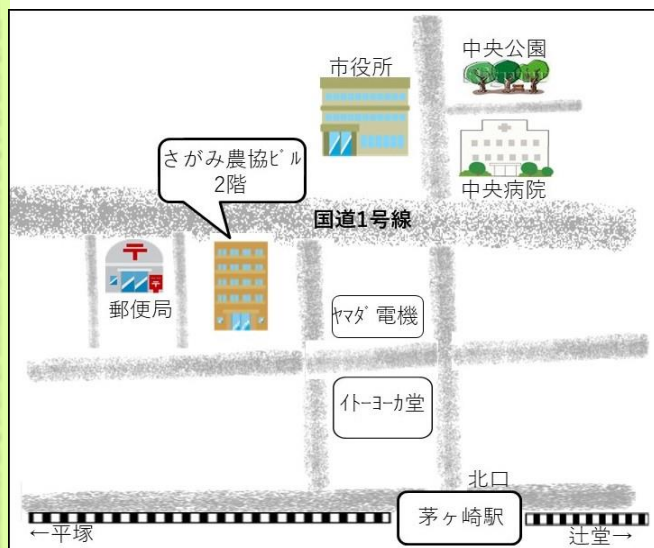 中央公園
市役所
さがみ農協ﾋﾞﾙ
2階
中央病院
国道1号線
郵便局
ﾔﾏﾀﾞ電機
ｲﾄｰﾖｰｶ堂
北口
茅ヶ崎駅
←平塚
辻堂→